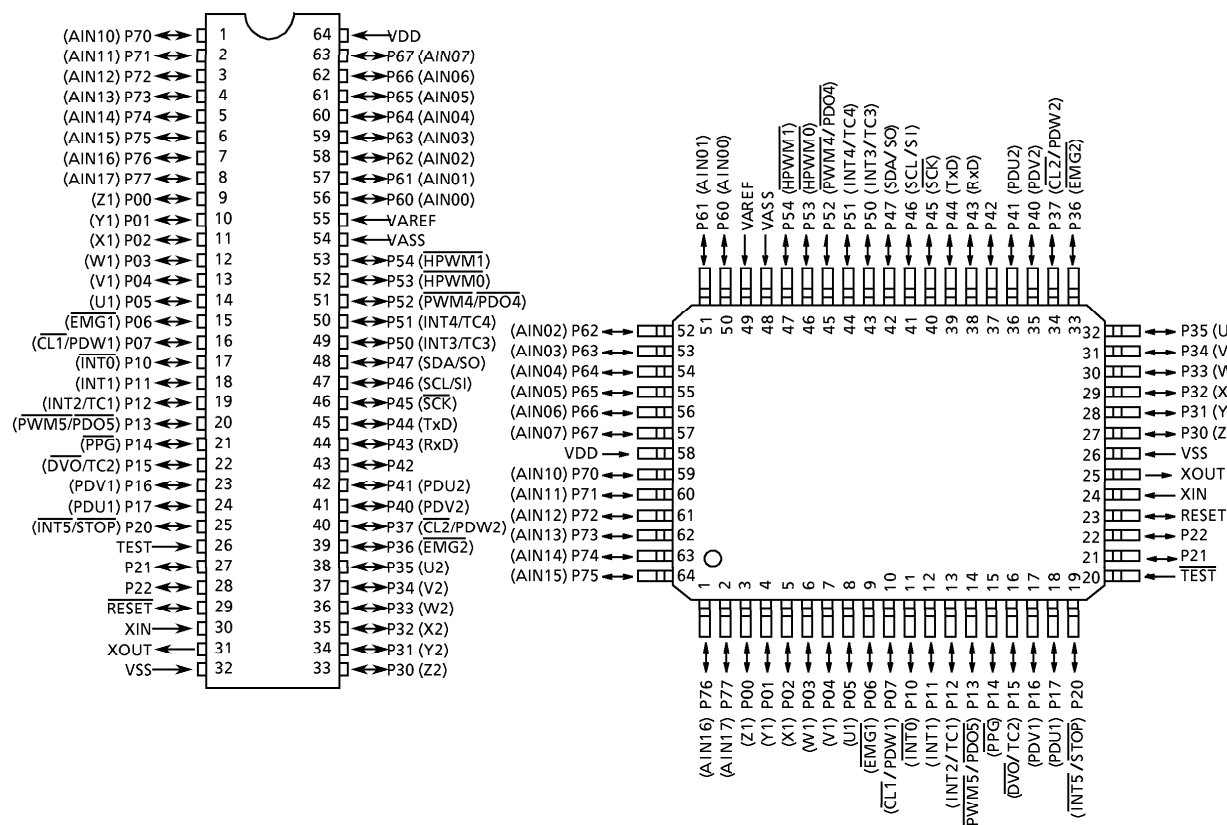 (AIN10) P70 1 64 VDD
(AIN11) P71 2 63 P67 (AIN07)
(AIN12) P72 3 62 P66 (AIN06)
(AIN13) P73 4 61 P65 (AIN05)
(AIN14) P74 5 60 P64 (AIN04)
(AIN15) P75 6 59 P63 (AIN03)
(AIN16) P76 7 58 P62 (AIN02)
(AIN17) P77 8 57 P61 (AIN01)
(Z1) P00 9 56 P60 (AIN00)
(Y1) P01 10 55 VAREF
(X1) P02 11 54 VASS
(W1) P03 12 53 P54 (HPWM1)
(V1) P04 13 52 P53 (HPWM0)
(U1) P05 14 51 P52 (PWM4/PDO4)
(EMG1) P06 15 50 P51 (INT4/TC4)
(CL1/PDW1) P07 16 49 P50 (INT3/TC3)
(INT0) P10 17 48 P47 (SDA/SO)
(INT1) P11 18 47 P46 (SCL/SI)
(INT2/TC1) P12 19 46 P45 (SCK)
(PWM5/PDO5) P13 20 45 P44 (TxD)
(PPG) P14 21 44 P43 (RxD)
(DVO/TC2) P15 22 43 P42
(PDV1) P16 23 42 P41 (PDU2)
(PDU1) P17 24 41 P40 (PDV2)
(INT5/STOP) P20 25 40 P37 (CL2/PDW2)
TEST 26 39 P36 (EMG2)
P21 27 38 P35 (U2)
P22 28 37 P34 (V2)
RESET 29 36 P33 (W2)
XIN 30 35 P32 (X2)
XOUT 31 34 P31 (Y2)
VSS 32 33 P30 (Z2)
P61 (AIN01)
P60 (AIN00)
VAREF
VASS
P54 (HPWM1)
P53 (HPWM0)
P52 (PWM4/PDO4)
P51 (INT4/TC4)
P50 (INT3/TC3)
P47 (SDA/SO)
P46 (SCL/SI)
P45 (SCK)
P44 (TxD)
P43 (RxD)
P42
P41 (PDU2)
P40 (PDV2)
P37 (CL2/PDW2)
P36 (EMG2)
51 50 49 48 47 46 45 44 43 42 41 40 39 38 37 36 35 34 33
(AIN02) P62 52 32 P35 (U
(AIN03) P63 53 31 P34 (V
(AIN04) P64 54 30 P33 (W
(AIN05) P65 55 29 P32 (X
(AIN06) P66 56 28 P31 (Y
(AIN07) P67 57 27 P30 (Z
VDD 58 26 VSS
(AIN10) P70 59 25 XOUT
(AIN11) P71 60 24 XIN
(AIN12) P72 61 23 RESET
(AIN13) P73 62 22 P22
(AIN14) P74 63 21 P21
(AIN15) P75 64 20 TEST
1 2 3 4 5 6 7 8 9 10 11 12 13 14 15 16 17 18 19
(AIN16) P76
(AIN17) P77
(Z1) P00
(Y1) P01
(X1) P02
(W1) P03
(V1) P04
(U1) P05
(EMG1) P06
(CL1/PDW1) P07
(INT0) P10
(INT1) P11
(INT2/TC1) P12
(PWM5/PDO5) P13
(PPG) P14
(DVO/TC2) P15
(PDV1) P16
(PDU1) P17
(INT5/STOP) P20